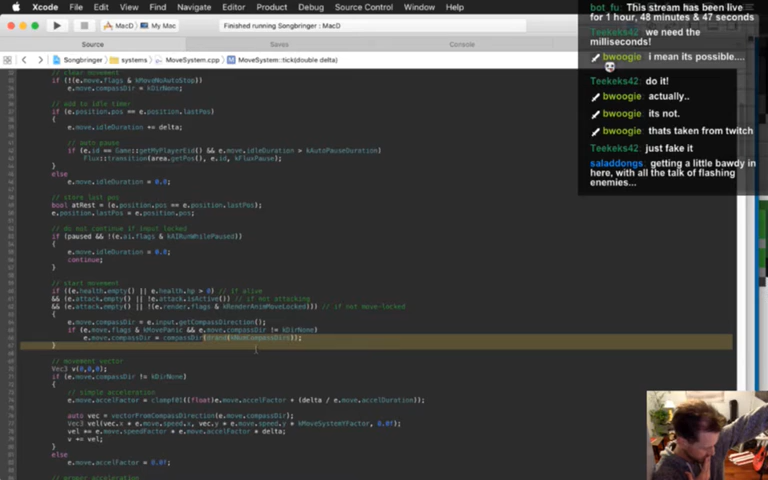 Xcode File Edit View Find Navigate Editor Product Debug Source Control Window Help
MacD My Mac Finished running Songbringer : MacD
Source Saves Console
Songbringer systems MoveSystem.cpp MoveSystem::tick(double delta)
// clear movement
if (!(e.move.flags & kMoveNoAutoStop))
e.move.compassDir = kDirNone;
// add to idle timer
if (e.position.pos == e.position.lastPos)
{
e.move.idleDuration += delta;
// auto pause
if (e.id == Game::getMyPlayerEid() && e.move.idleDuration > kAutoPauseDuration)
Flux::transition(area.getPos(), e.id, kFluxPause);
}
else
e.move.idleDuration = 0.0;
// store last pos
bool atRest = (e.position.pos == e.position.lastPos);
e.position.lastPos = e.position.pos;
// do not continue if input locked
if (paused && !(e.ai.flags & kAIRunWhilePaused))
{
e.move.idleDuration = 0.0;
continue;
}
// start movement
if ((e.health.empty() || e.health.hp > 0) // if alive
&& (e.attack.empty() || !e.attack.isActive()) // if not attacking
&& (e.attack.empty() || !(e.render.flags & kRenderAnimMoveLocked))) // if not move-locked
{
e.move.compassDir = e.input.getCompassDirection();
if (e.move.flags & kMovePanic && e.move.compassDir != kDirNone)
e.move.compassDir = compassDir(Brand(kNumCompassDirs));
}
// movement vector
Vec3 v(0,0,0);
if (e.move.compassDir != kDirNone)
{
// simple acceleration
e.move.accelFactor = clampf01((float)e.move.accelFactor + (delta / e.move.accelDuration));
auto vec = vectorFromCompassDirection(e.move.compassDir);
Vec3 vel(vec.x * e.move.speed.x, vec.y * e.move.speed.y * kMoveSystemYFactor, 0.0f);
vel *= e.move.speedFactor * e.move.accelFactor * delta;
v += vel;
}
else
e.move.accelFactor = 0.0f;
bot_fu: This stream has been live
for 1 hour, 48 minutes & 47 seconds
Teekeks42 we need the
milliseconds!
bwoogie i mean its possible....
Teekeks42 do it!
bwoogie actually..
bwoogie its not.
bwoogie thats taken from twitch
Teekeks42 just fake it
saladdongs getting a little bawdy in
here, with all the talk of flashing
enemies...